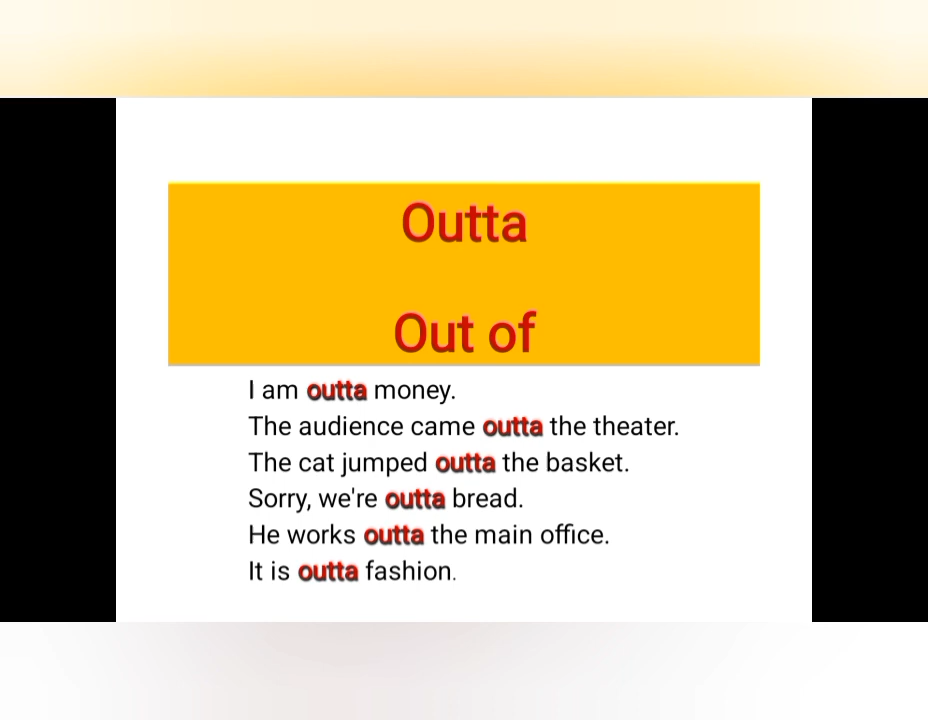 Outta
Out of
I am outta money.
The audience came outta the theater.
The cat jumped outta the basket.
Sorry, we're outta bread.
He works outta the main office.
It is outta fashion.